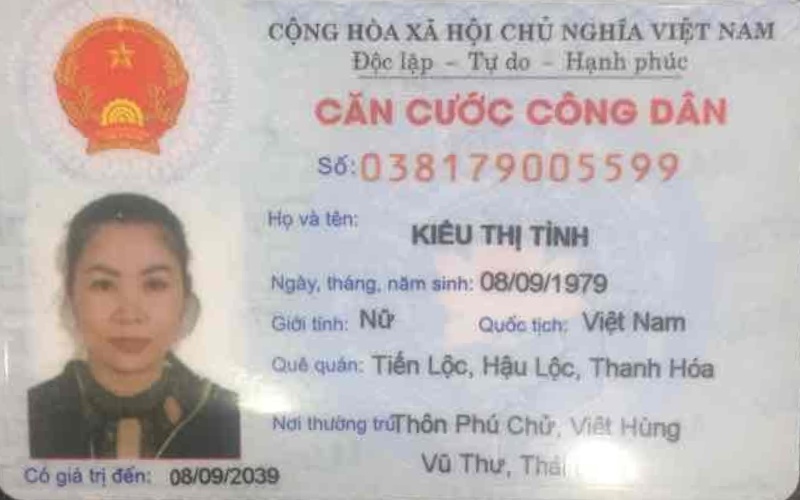 CỘNG HÒA XÃ HỘI CHỦ NGHĨA VIỆT NAM
Độc lập - Tự do - Hạnh phúc
CĂN CƯỚC CÔNG DÂN
Số: 038179005599
Họ và tên: KIÊU THỊ TÌNH
Ngày, tháng, năm sinh: 08/09/1979
Giới tính: Nữ Quốc tịch: Việt Nam
Quê quán: Tiến Lộc, Hậu Lộc, Thanh Hóa
Nơi thường trú: Thôn Phú Chử, Việt Hùng
Vũ Thư,
Có giá trị đến: 08/09/2039